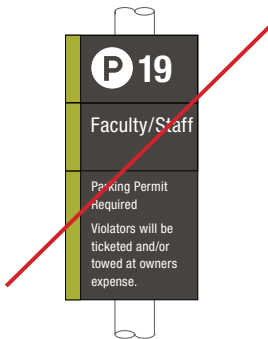 P 19
Faculty/Staff
Parking Permit
Required
Violators will be
ticketed and/or
towed at owners
expense.